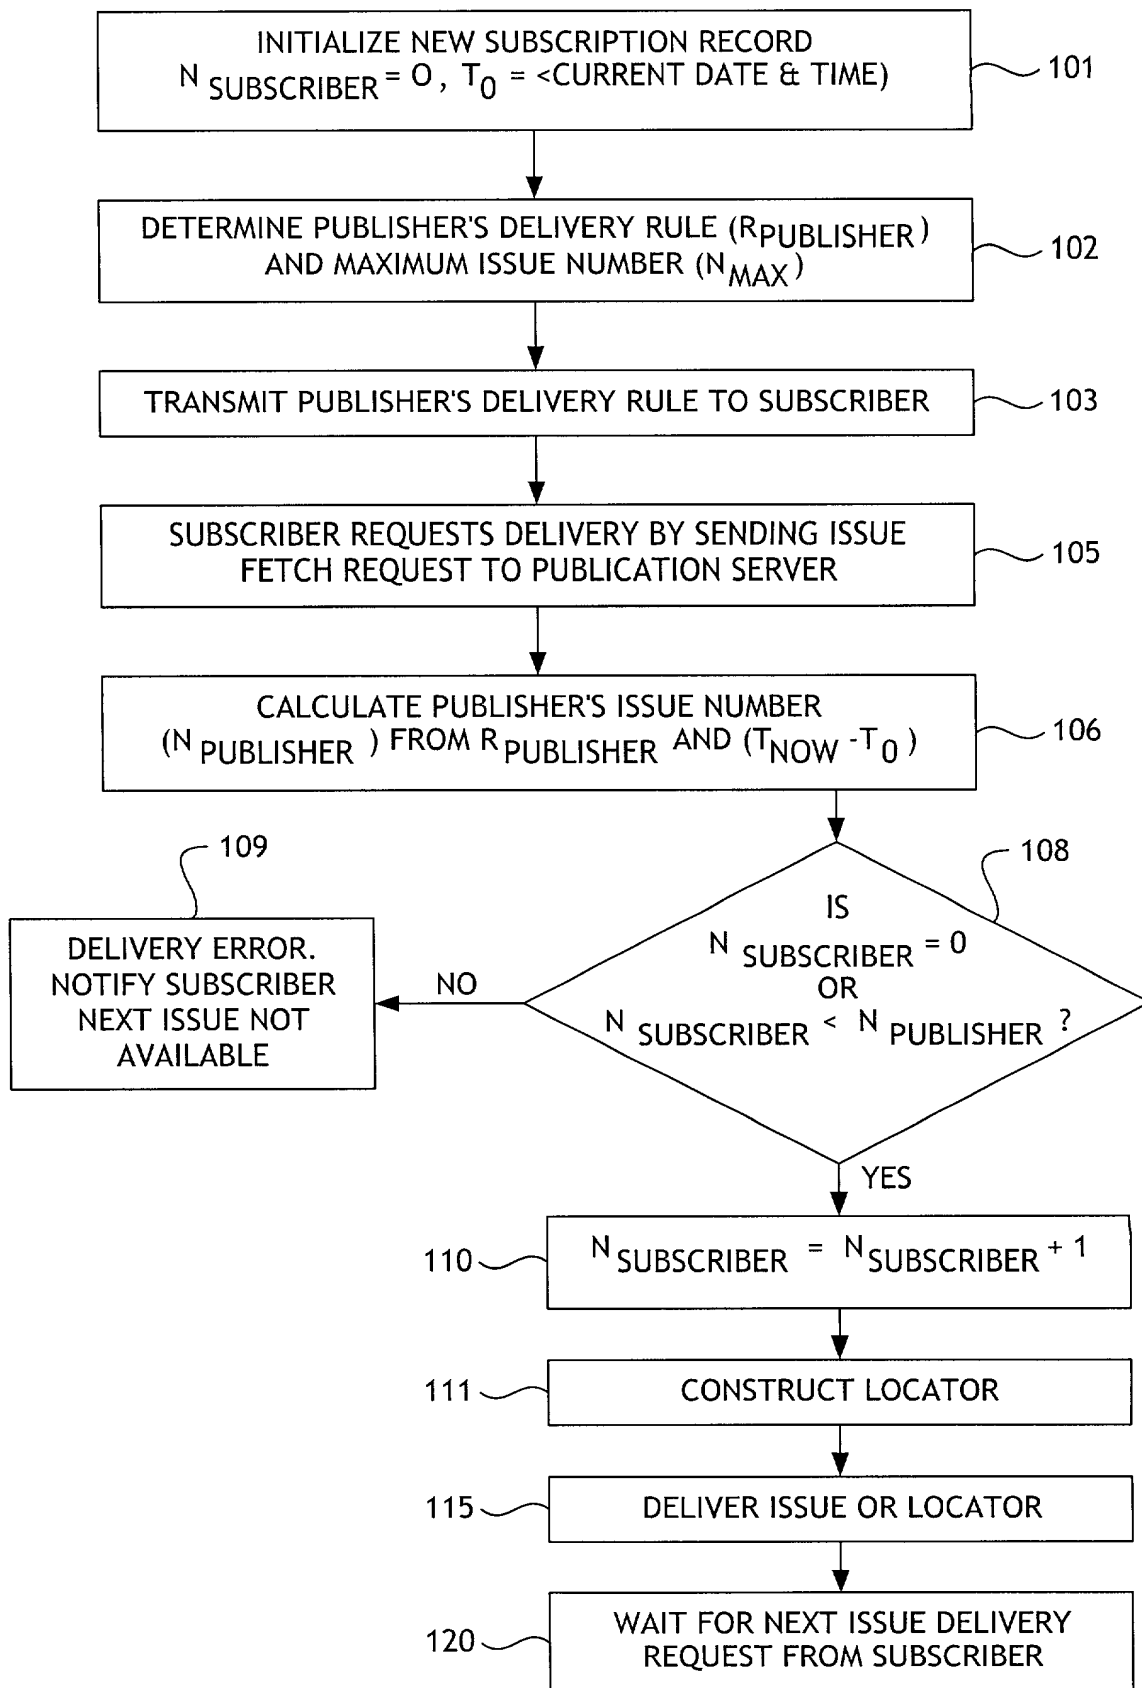 INITIALIZE NEW SUBSCRIPTION RECORD
N SUBSCRIBER = 0, T0 = <CURRENT DATE & TIME)
101
DETERMINE PUBLISHER'S DELIVERY RULE (RPUBLISHER)
AND MAXIMUM ISSUE NUMBER (NMAX)
102
TRANSMIT PUBLISHER'S DELIVERY RULE TO SUBSCRIBER
103
SUBSCRIBER REQUESTS DELIVERY BY SENDING ISSUE
FETCH REQUEST TO PUBLICATION SERVER
105
CALCULATE PUBLISHER'S ISSUE NUMBER
(N PUBLISHER ) FROM RPUBLISHER AND (TNOW -T0 )
106
109
108
DELIVERY ERROR.
NOTIFY SUBSCRIBER
NEXT ISSUE NOT
AVAILABLE
NO
IS
N SUBSCRIBER = 0
OR
N SUBSCRIBER < N PUBLISHER ?
YES
110
N SUBSCRIBER = N SUBSCRIBER + 1
111
CONSTRUCT LOCATOR
115
DELIVER ISSUE OR LOCATOR
120
WAIT FOR NEXT ISSUE DELIVERY
REQUEST FROM SUBSCRIBER